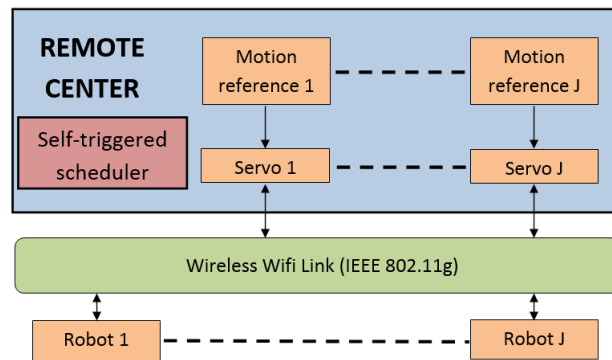 REMOTE
CENTER
Motion
reference 1
Motion
reference J
Self-triggered
scheduler
Servo 1
Servo J
Wireless Wifi Link (IEEE 802.11g)
Robot 1
Robot J